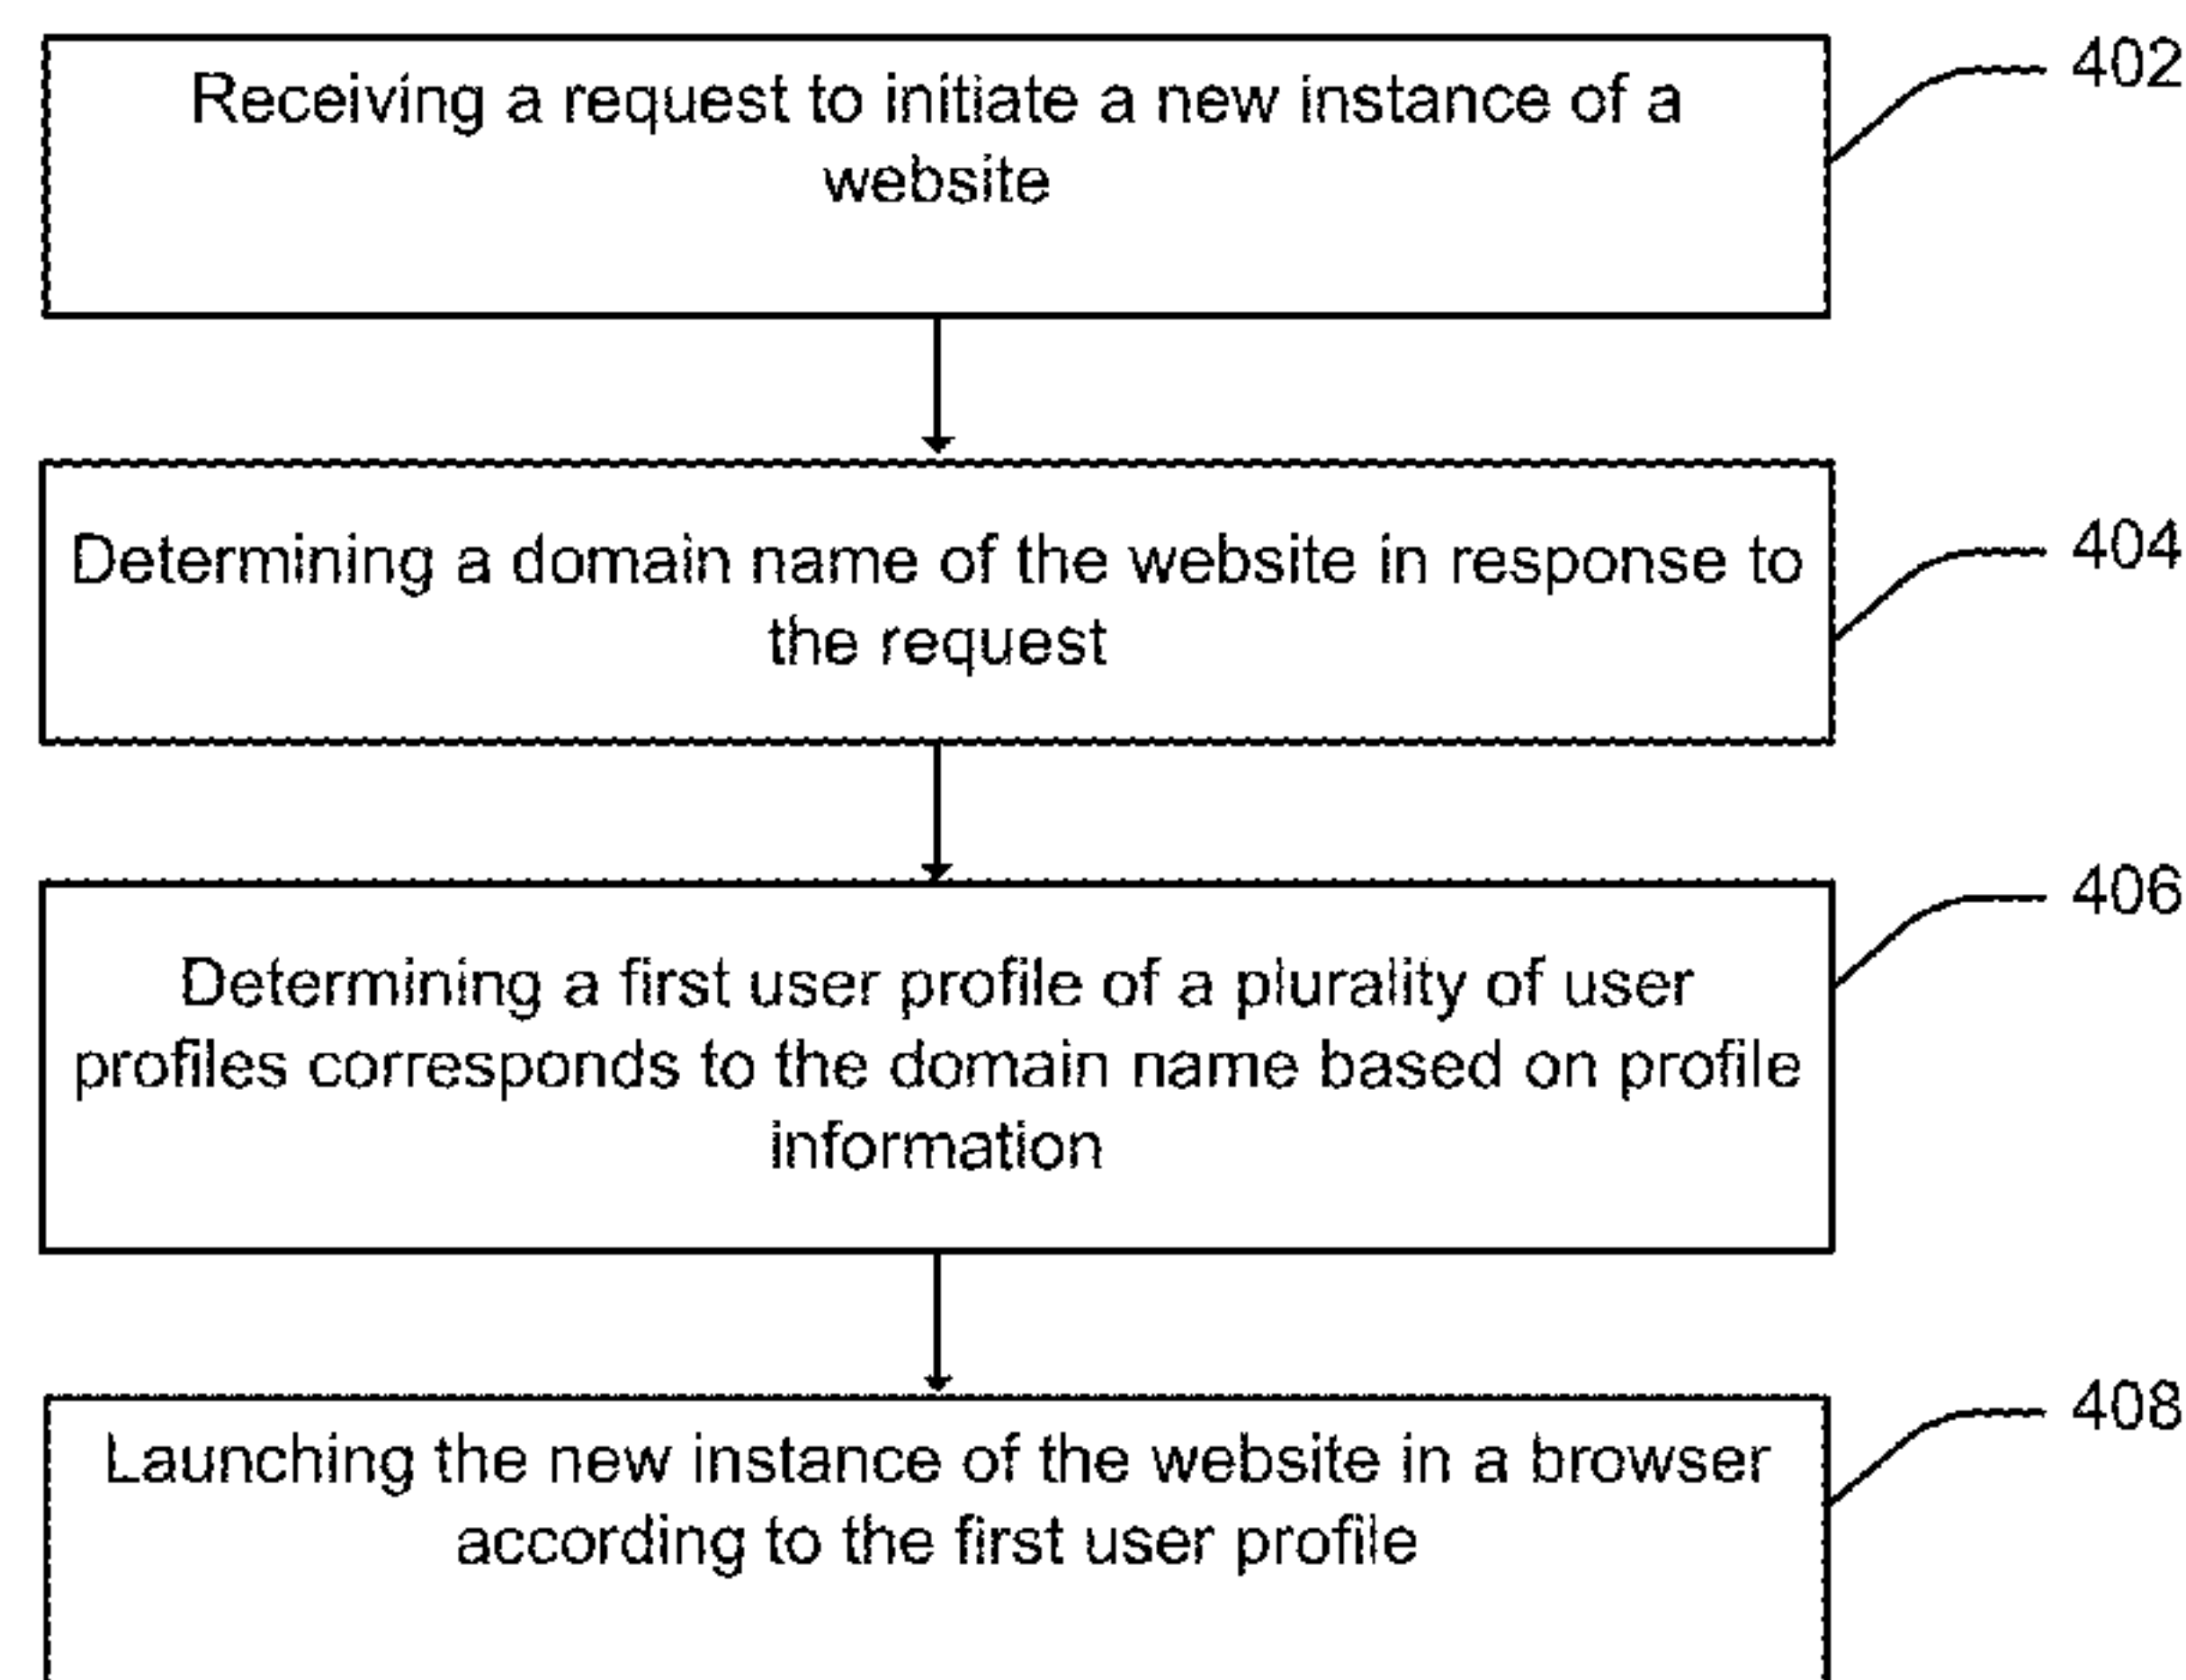 Receiving a request to initiate a new instance of a
website
402
Determining a domain name of the website in response to
the request
404
Determining a first user profile of a plurality of user
profiles corresponds to the domain name based on profile
information
406
Launching the new instance of the website in a browser
according to the first user profile
408